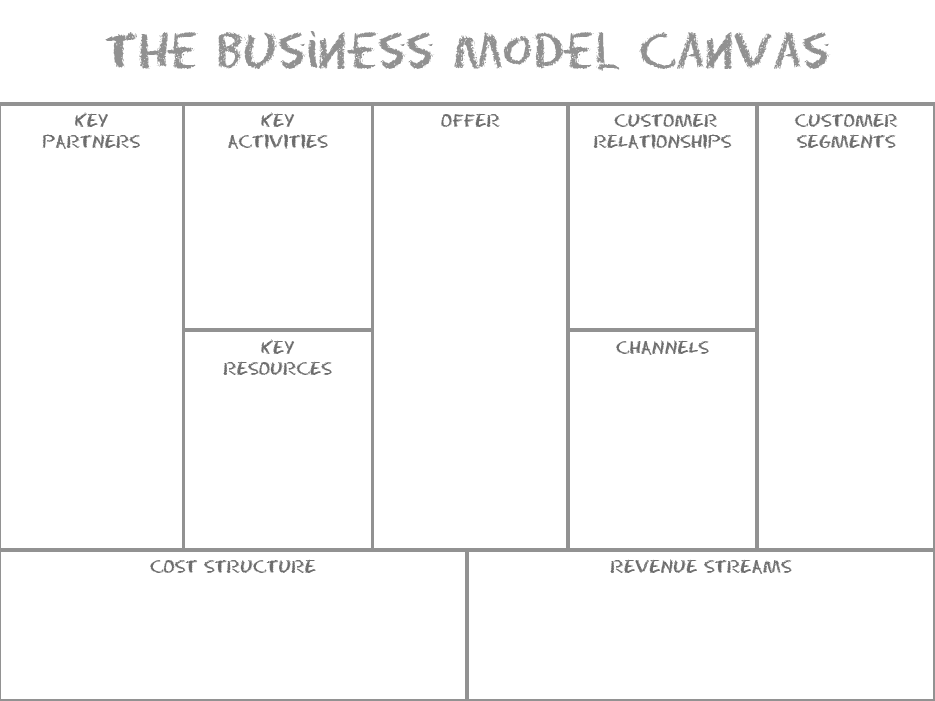 THE BUSINESS MODEL CANVAS
KEY
PARTNERS
KEY
ACTIVITIES
KEY
RESOURCES
OFFER
CUSTOMER
RELATIONSHIPS
CHANNELS
CUSTOMER
SEGMENTS
COST STRUCTURE
REVENUE STREAMS